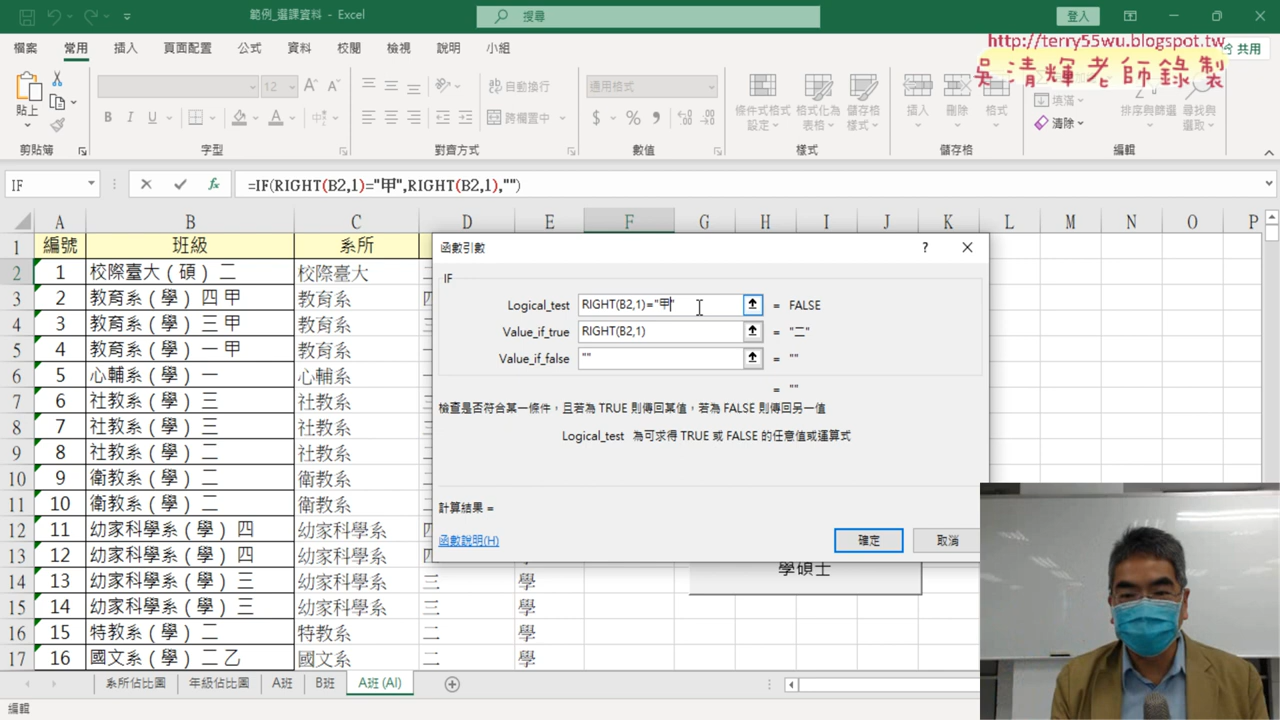 範例_選課資料 - Excel
搜尋
登入
http://terry55wu.blogspot.tw
吳清輝老師錄製
檔案 常用 插入 頁面配置 公式 資料 校閱 檢視 說明 小組
共用
貼上
12
自動換行
跨欄置中
通用格式
條件式格式設定
格式化為表格
儲存格樣式
插入 刪除 格式
填滿
清除
排序與篩選
尋找與選取
剪貼簿 字型 對齊方式 數值 樣式 儲存格 編輯
IF
=IF(RIGHT(B2,1)="甲",RIGHT(B2,1),"")
A B C D E F G H I J K L M N O P
1 編號 班級 系所
2 1 校際臺大（碩）二 校際臺大
3 2 教育系（學）四 甲 教育系
4 3 教育系（學）三 甲 教育系
5 4 教育系（學）一 甲 教育系
6 5 心輔系（學）一 心輔系
7 6 社教系（學）三 社教系
8 7 社教系（學）三 社教系
9 8 社教系（學）二 社教系
10 9 衛教系（學）二 衛教系
11 10 衛教系（學）二 衛教系
12 11 幼家科學系（學）四 幼家科學系
13 12 幼家科學系（學）四 幼家科學系
14 13 幼家科學系（學）三 幼家科學系 三 學
15 14 幼家科學系（學）三 幼家科學系 三 學
16 15 特教系（學）二 特教系 二 學
17 16 國文系（學）二 乙 國文系 二 學
函數引數
IF
Logical_test RIGHT(B2,1)="甲" = FALSE
Value_if_true RIGHT(B2,1) = "二"
Value_if_false "" = ""
= ""
檢查是否符合某一條件，且若為 TRUE 則傳回某值，若為 FALSE 則傳回另一值
Logical_test 為可求得 TRUE 或 FALSE 的任意值或運算式
計算結果 =
函數說明(H)
確定
取消
學碩士
系所佔比圖 年級佔比圖 A班 B班 A班 (AI)
編輯